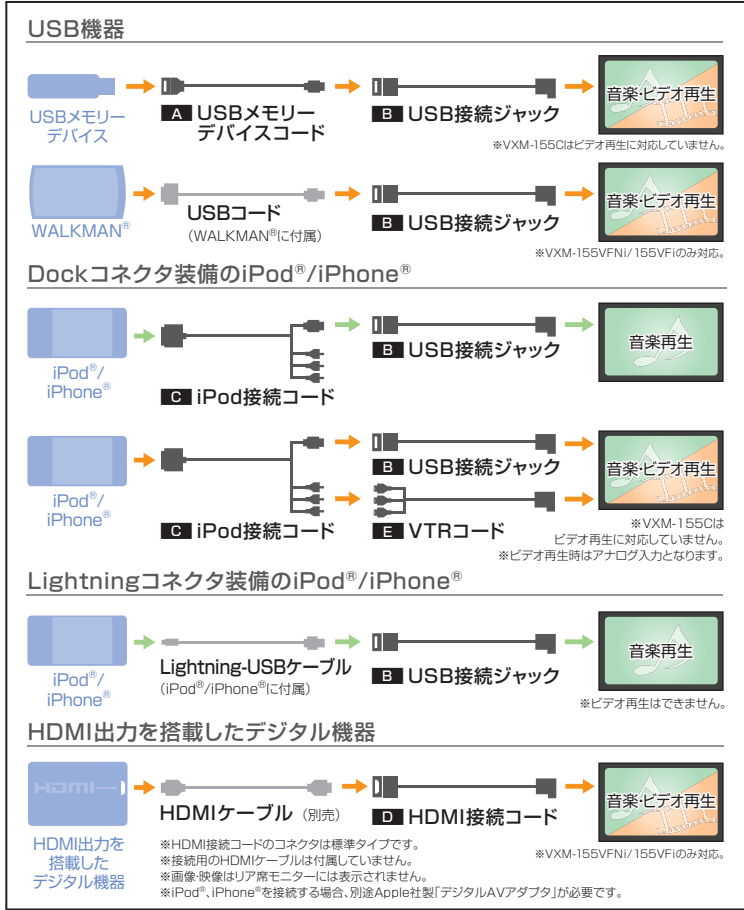 USB機器
USBメモリー
デバイス
A USBメモリー
デバイスコード
B USB接続ジャック
音楽・ビデオ再生
※VXM-155Cはビデオ再生に対応していません。
WALKMAN®
USBコード
（WALKMAN®に付属）
B USB接続ジャック
音楽・ビデオ再生
※VXM-155VFNi/155VFiのみ対応。
Dockコネクタ装備のiPod®/iPhone®
iPod®/
iPhone®
C iPod接続コード
B USB接続ジャック
音楽再生
iPod®/
iPhone®
C iPod接続コード
B USB接続ジャック
E VTRコード
音楽・ビデオ再生
※VXM-155Cは
ビデオ再生に対応していません。
※ビデオ再生時はアナログ入力となります。
Lightningコネクタ装備のiPod®/iPhone®
iPod®/
iPhone®
Lightning-USBケーブル
（iPod®/iPhone®に付属）
B USB接続ジャック
音楽再生
※ビデオ再生はできません。
HDMI出力を搭載したデジタル機器
HDMI
HDMI出力を
搭載した
デジタル機器
HDMIケーブル（別売）
D HDMI接続コード
音楽・ビデオ再生
※VXM-155VFNi/155VFiのみ対応。
※HDMI接続コードのコネクタは標準タイプです。
※接続用のHDMIケーブルは付属していません。
※画像・映像はリア席モニターには表示されません。
※iPod®、iPhone®を接続する場合、別途Apple社製「デジタルAVアダプタ」が必要です。